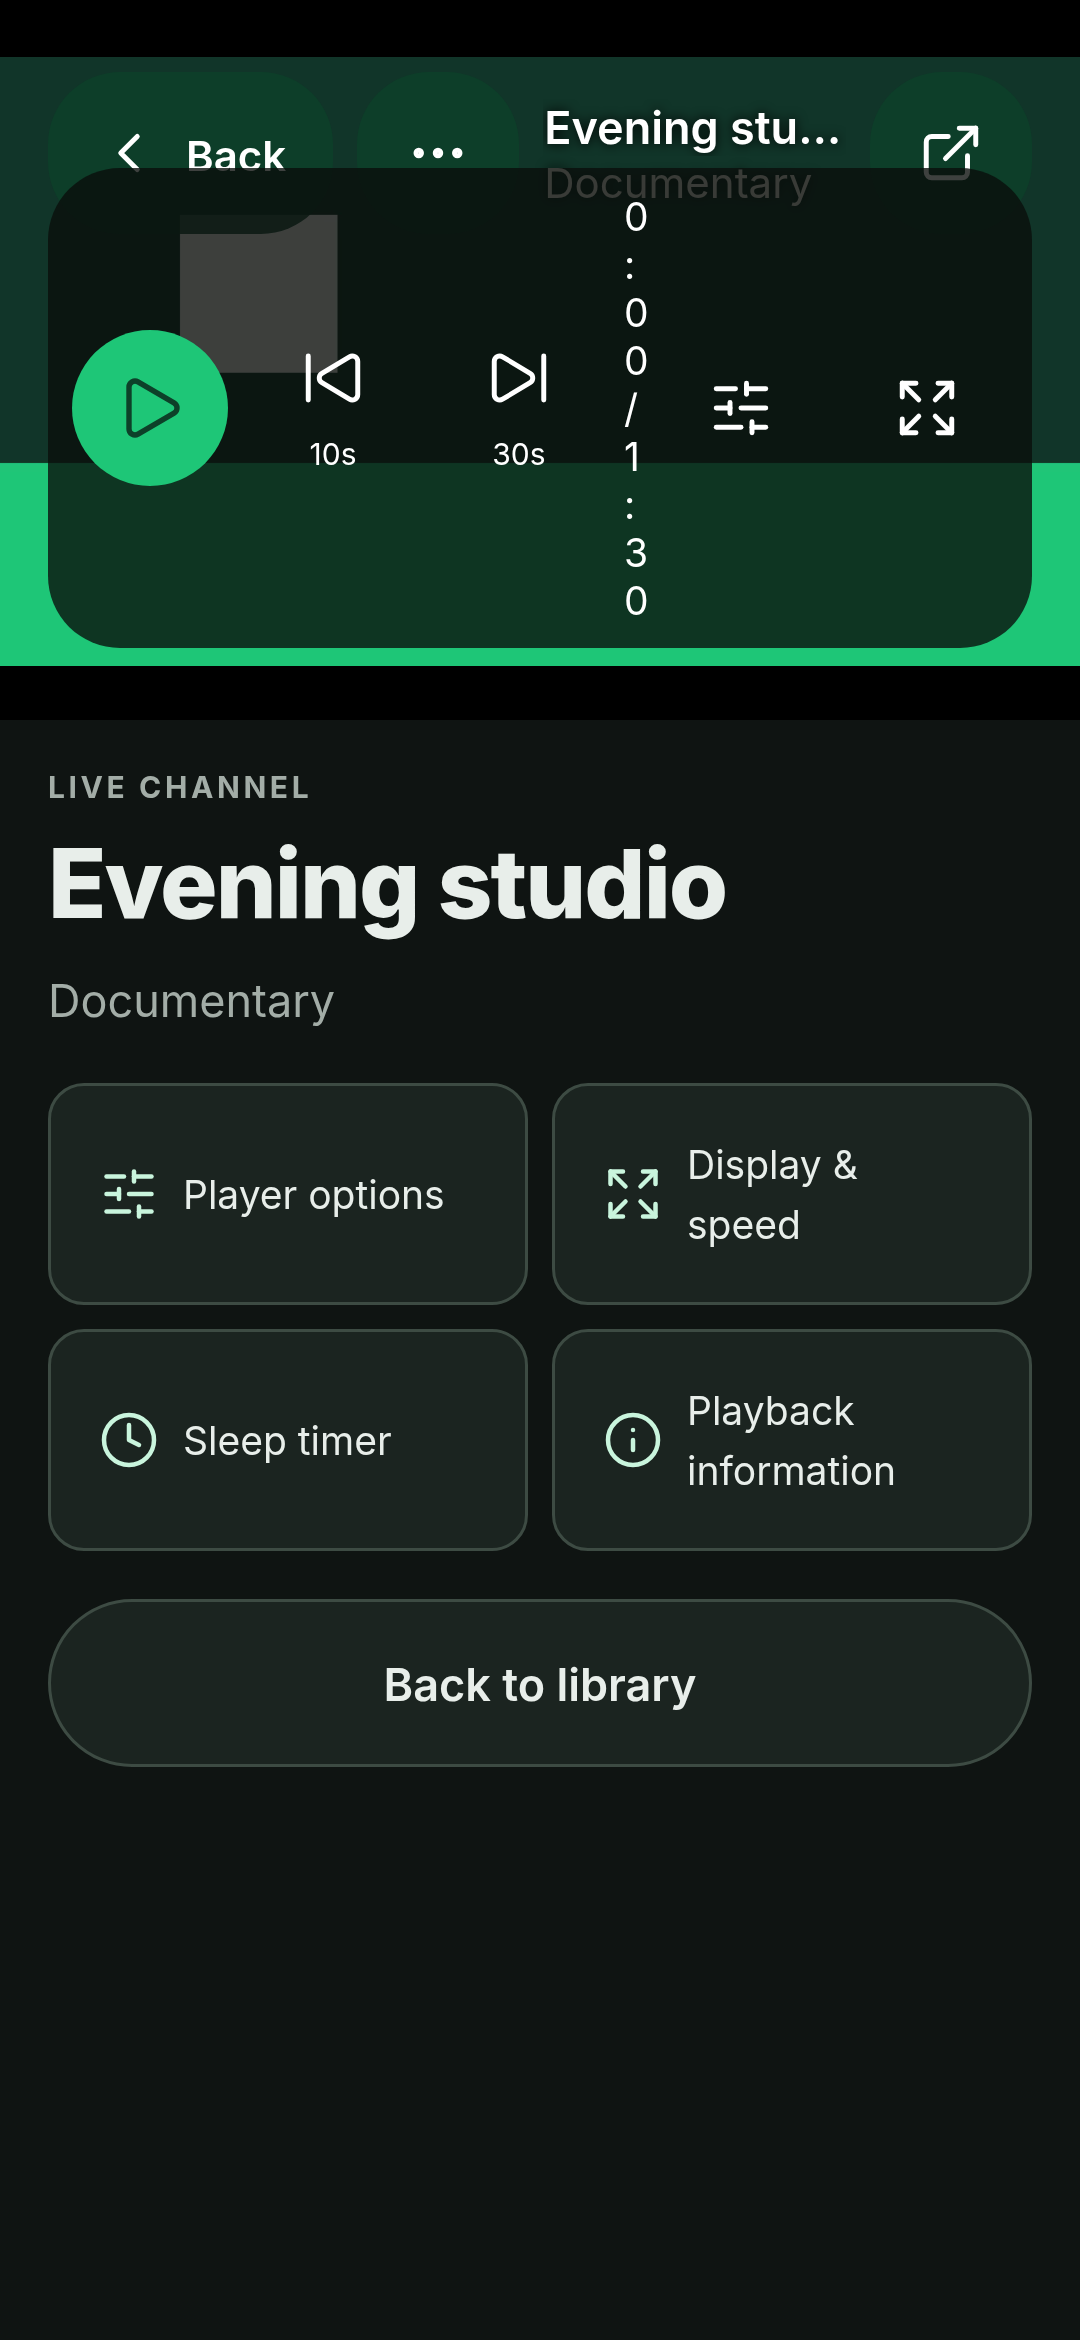 Back
Evening stu...
Documentary
10s
30s
0
:
0
0
/
1
:
3
0
LIVE CHANNEL
Evening studio
Documentary
Player options
Display &
speed
Sleep timer
Playback
information
Back to library